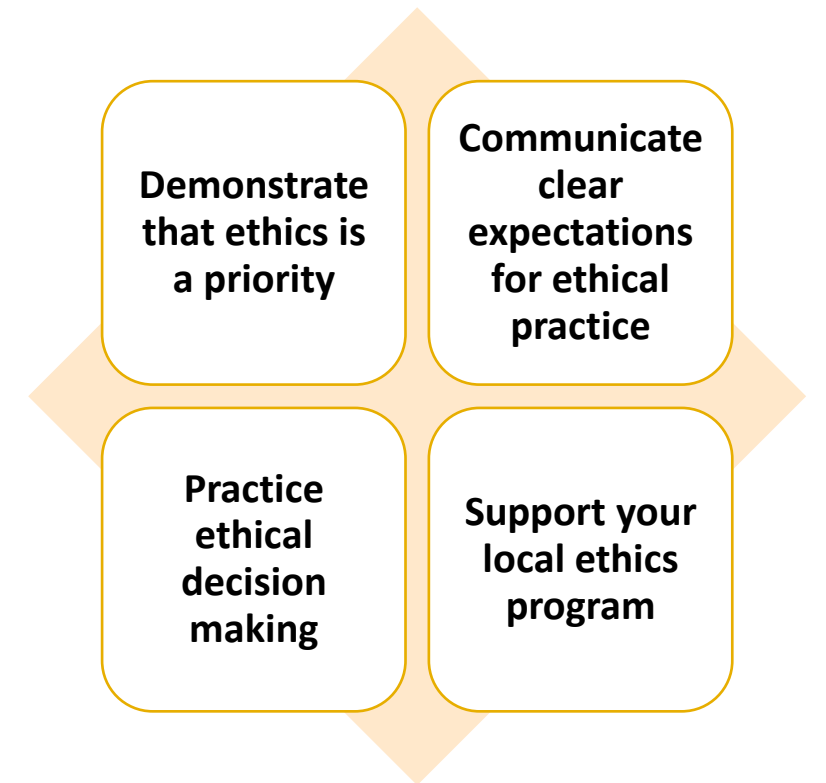 Demonstrate
that ethics is
a priority
Communicate
clear
expectations
for ethical
practice
Practice
ethical
decision
making
Support your
local ethics
program